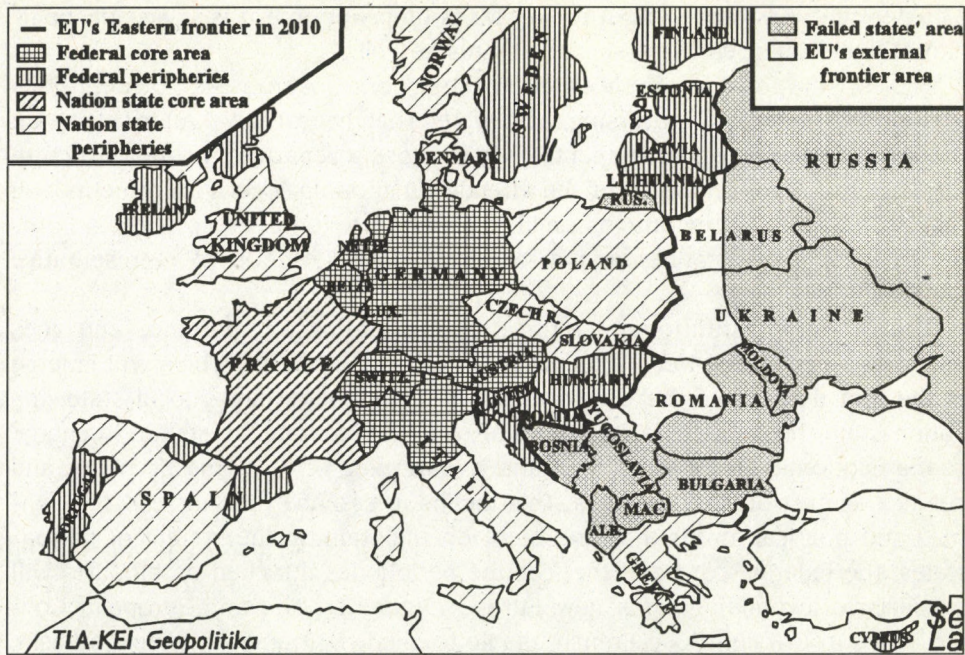 EU's Eastern frontier in 2010
Federal core area
Federal peripheries
Nation state core area
Nation state
peripheries
Failed states' area
EU's external
frontier area
NORWAY
SWEDEN
FINLAND
ESTONIA
LATVIA
LITHUANIA
RUS.
RUSSIA
DENMARK
IRELAND
UNITED
KINGDOM
NETH.
BELG.
LUX.
GERMANY
POLAND
BELARUS
UKRAINE
CZECH R.
SLOVAKIA
FRANCE
SWITZ.
AUSTRIA
HUNGARY
MOLDOVA
ROMANIA
CROATIA
BOSNIA
YUGOSLAVIA
ITALY
BULGARIA
MAC.
ALB.
PORTUGAL
SPAIN
CYPRUS
TLA-KEI Geopolitika
Se
La